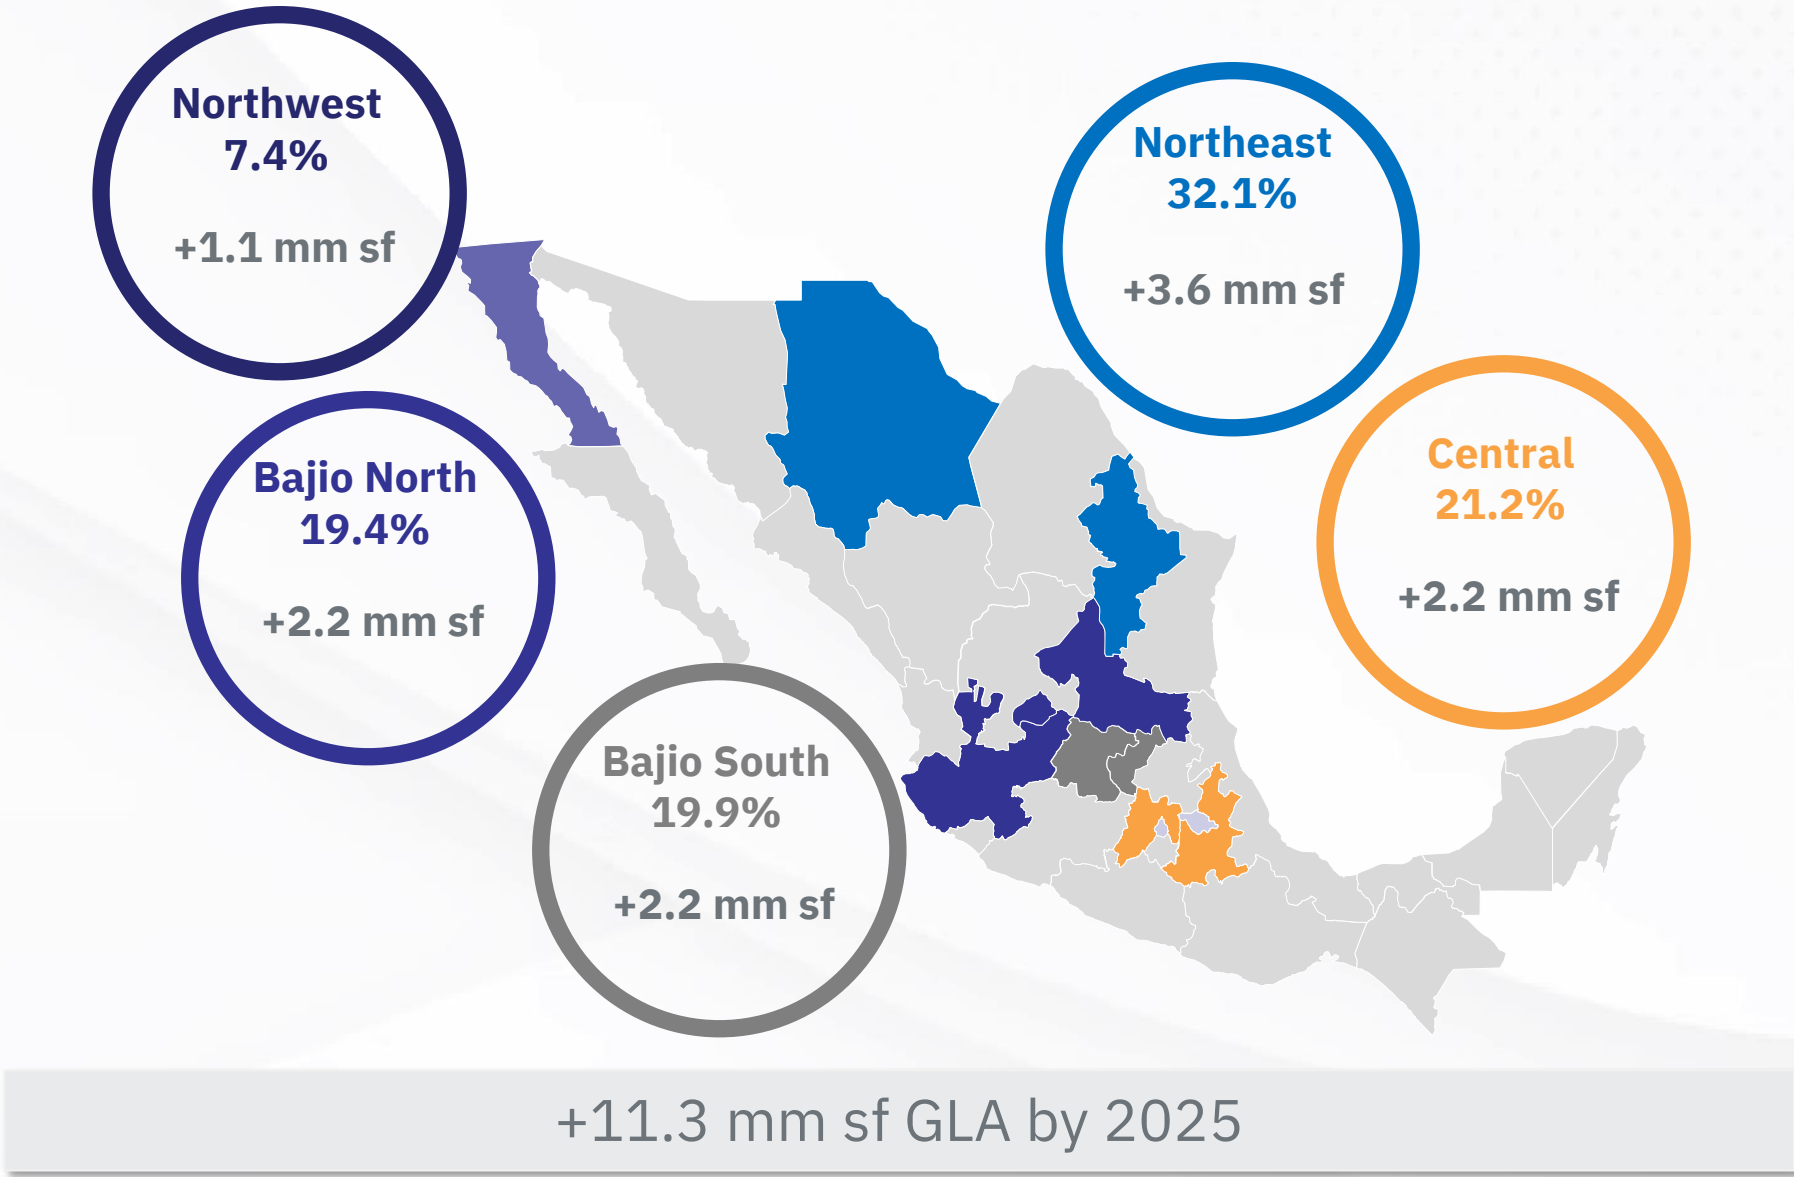 Northwest
7.4%
+1.1 mm sf
Northeast
32.1%
+3.6 mm sf
Bajio North
19.4%
+2.2 mm sf
Central
21.2%
+2.2 mm sf
Bajio South
19.9%
+2.2 mm sf
+11.3 mm sf GLA by 2025